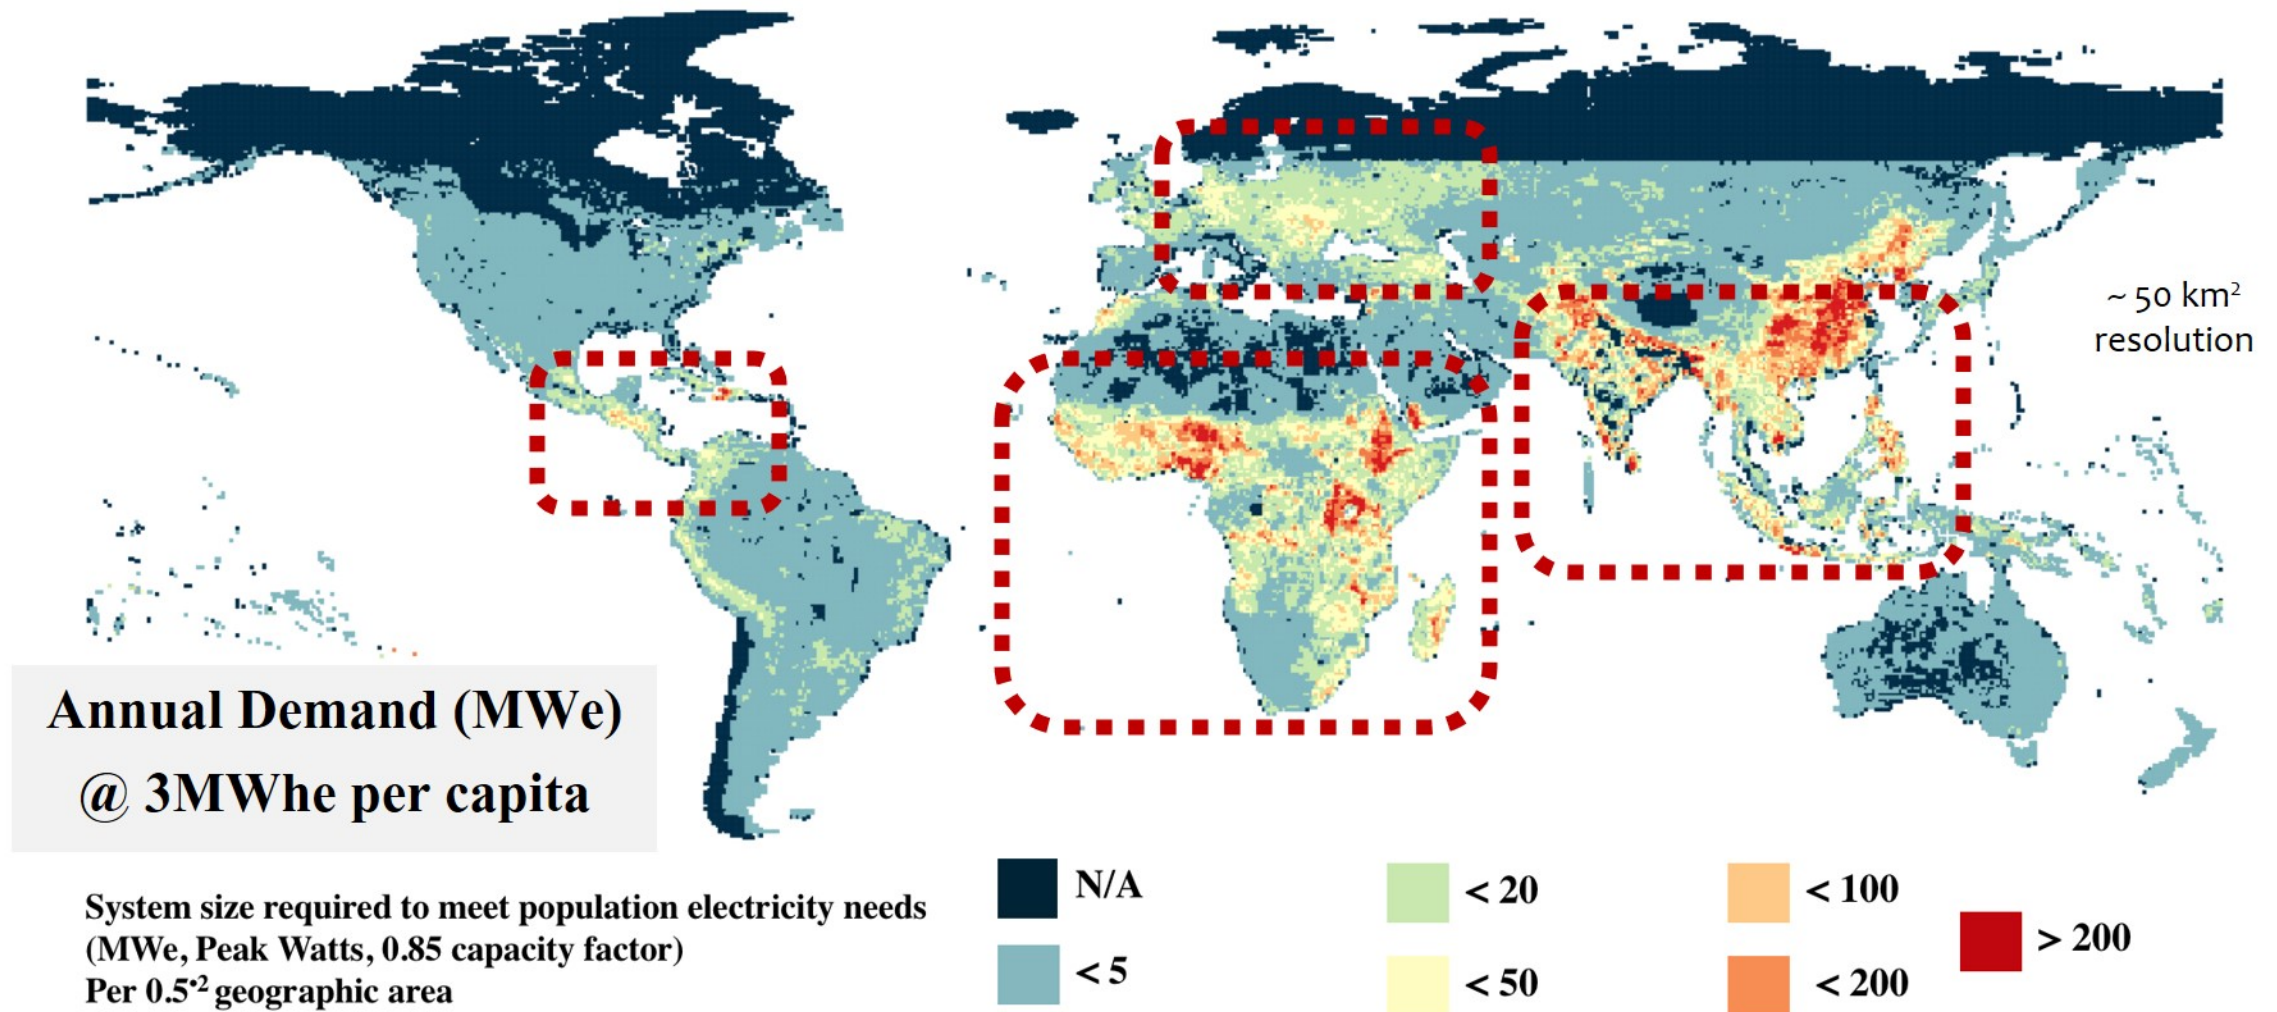 ~ 50 km²
resolution
Annual Demand (MWe)
@ 3MWhe per capita
System size required to meet population electricity needs
(MWe, Peak Watts, 0.85 capacity factor)
Per 0.5•² geographic area
N/A
< 5
< 20
< 50
< 100
< 200
> 200